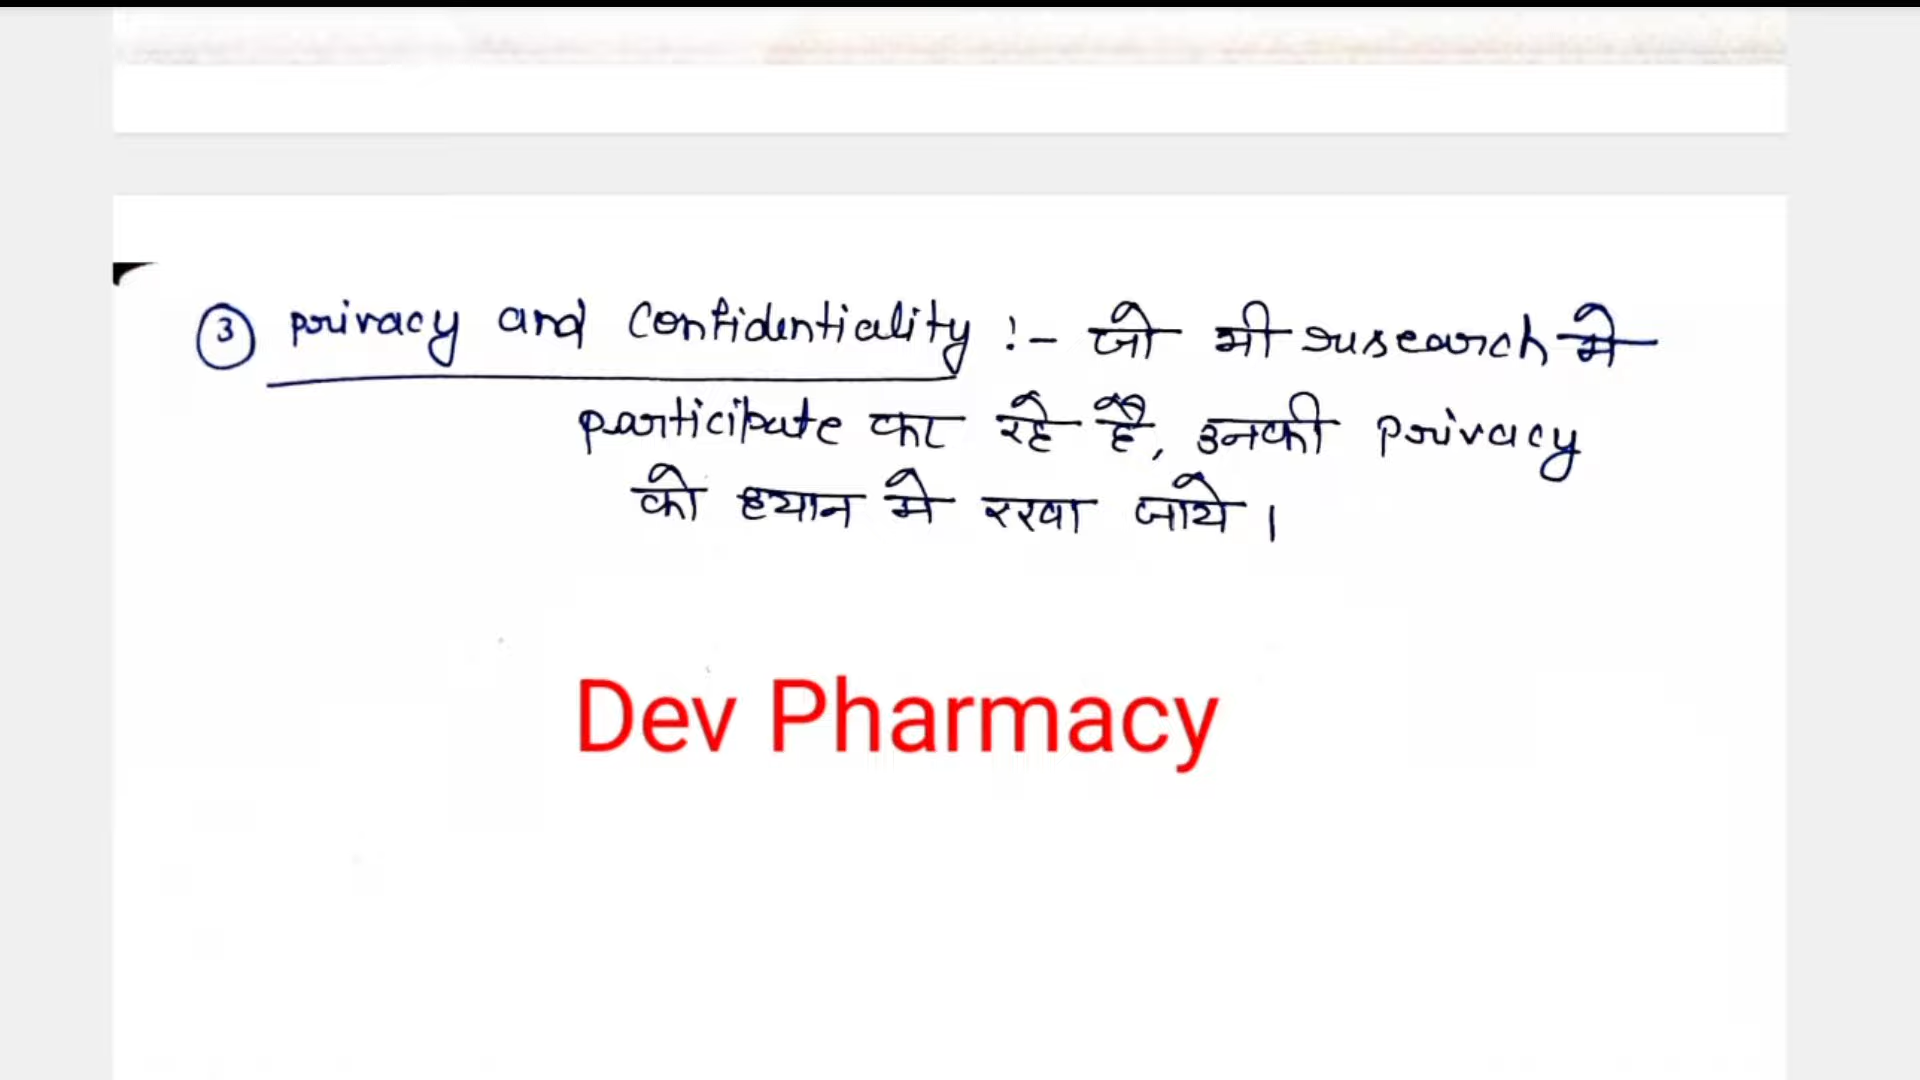 ③ privacy and confidentiality :- जो भी research मे
participate कर रहे है, उनकी privacy
को ध्यान मे रखा जाये ।
Dev Pharmacy